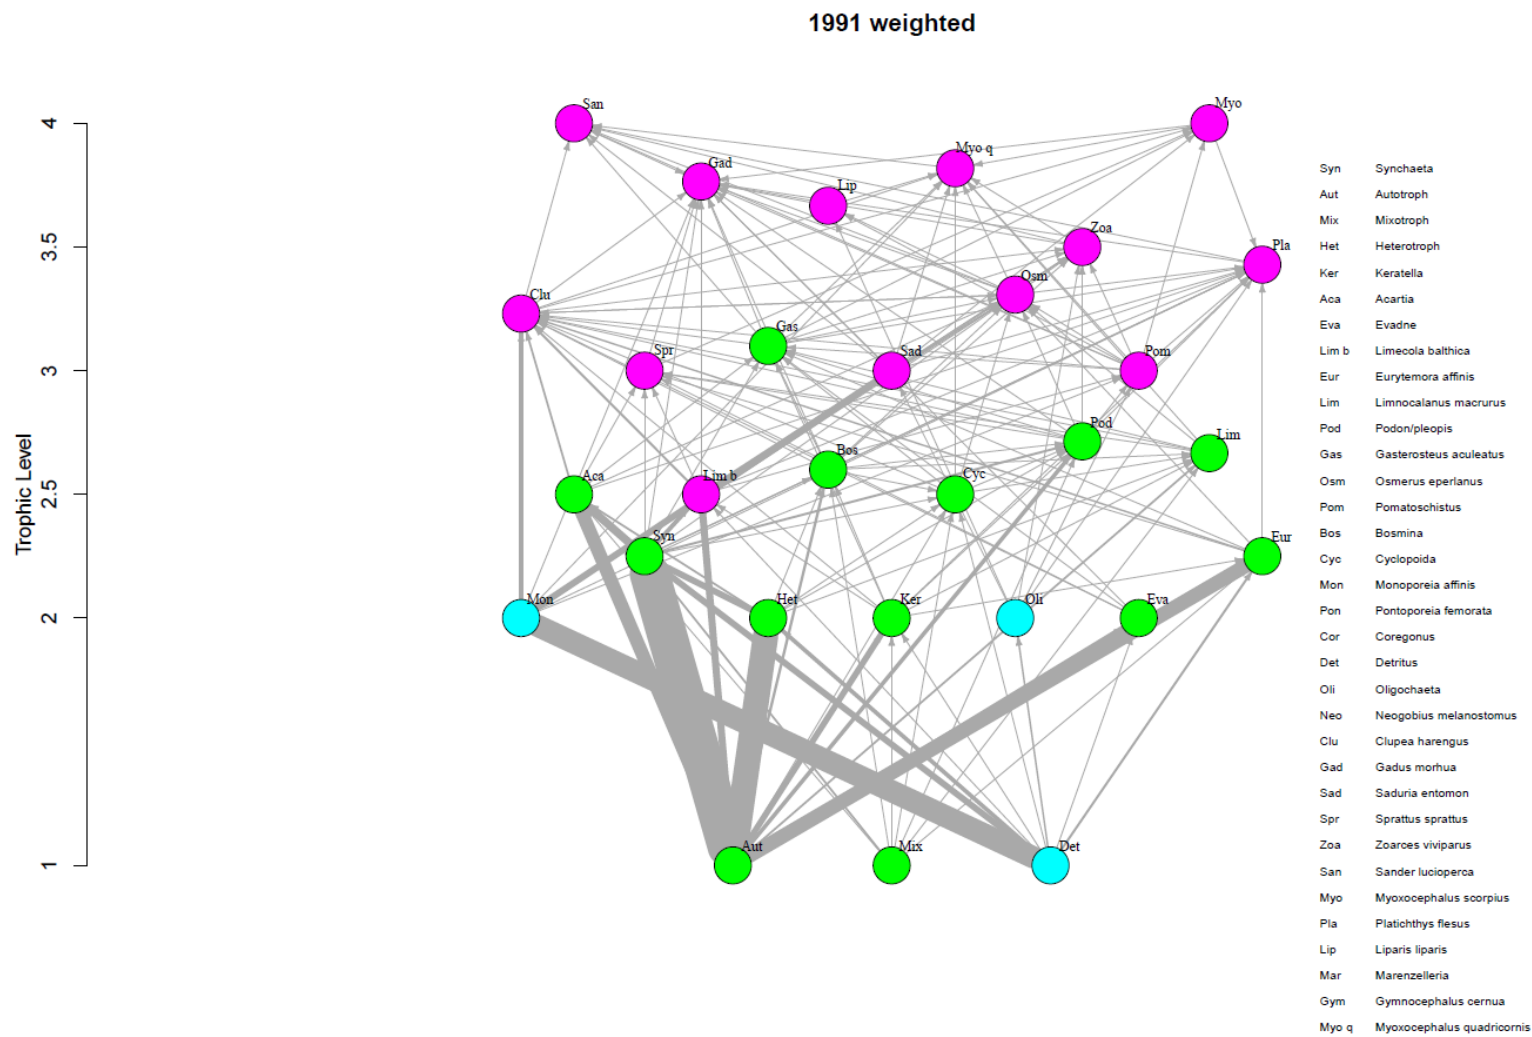 1991 weighted
Trophic Level
4
3.5
3
2.5
2
1
San
Myo
Myo q
Gad
Lip
Zoa
Pla
Osm
Clu
Gas
Spr
Sad
Pom
Pod
Lim
Bos
Aca
Lim b
Cyc
Syn
Eur
Mon
Het
Ker
Oli
Eva
Aut
Mix
Det
Syn Synchaeta
Aut Autotroph
Mix Mixotroph
Het Heterotroph
Ker Keratella
Aca Acartia
Eva Evadne
Lim b Limecola balthica
Eur Eurytemora affinis
Lim Limnocalanus macrurus
Pod Podon/pleopis
Gas Gasterosteus aculeatus
Osm Osmerus eperlanus
Pom Pomatoschistus
Bos Bosmina
Cyc Cyclopoida
Mon Monoporeia affinis
Pon Pontoporeia femorata
Cor Coregonus
Det Detritus
Oli Oligochaeta
Neo Neogobius melanostomus
Clu Clupea harengus
Gad Gadus morhua
Sad Saduria entomon
Spr Sprattus sprattus
Zoa Zoarces viviparus
San Sander lucioperca
Myo Myoxocephalus scorpius
Pla Platichthys flesus
Lip Liparis liparis
Mar Marenzelleria
Gym Gymnocephalus cernua
Myo q Myoxocephalus quadricornis